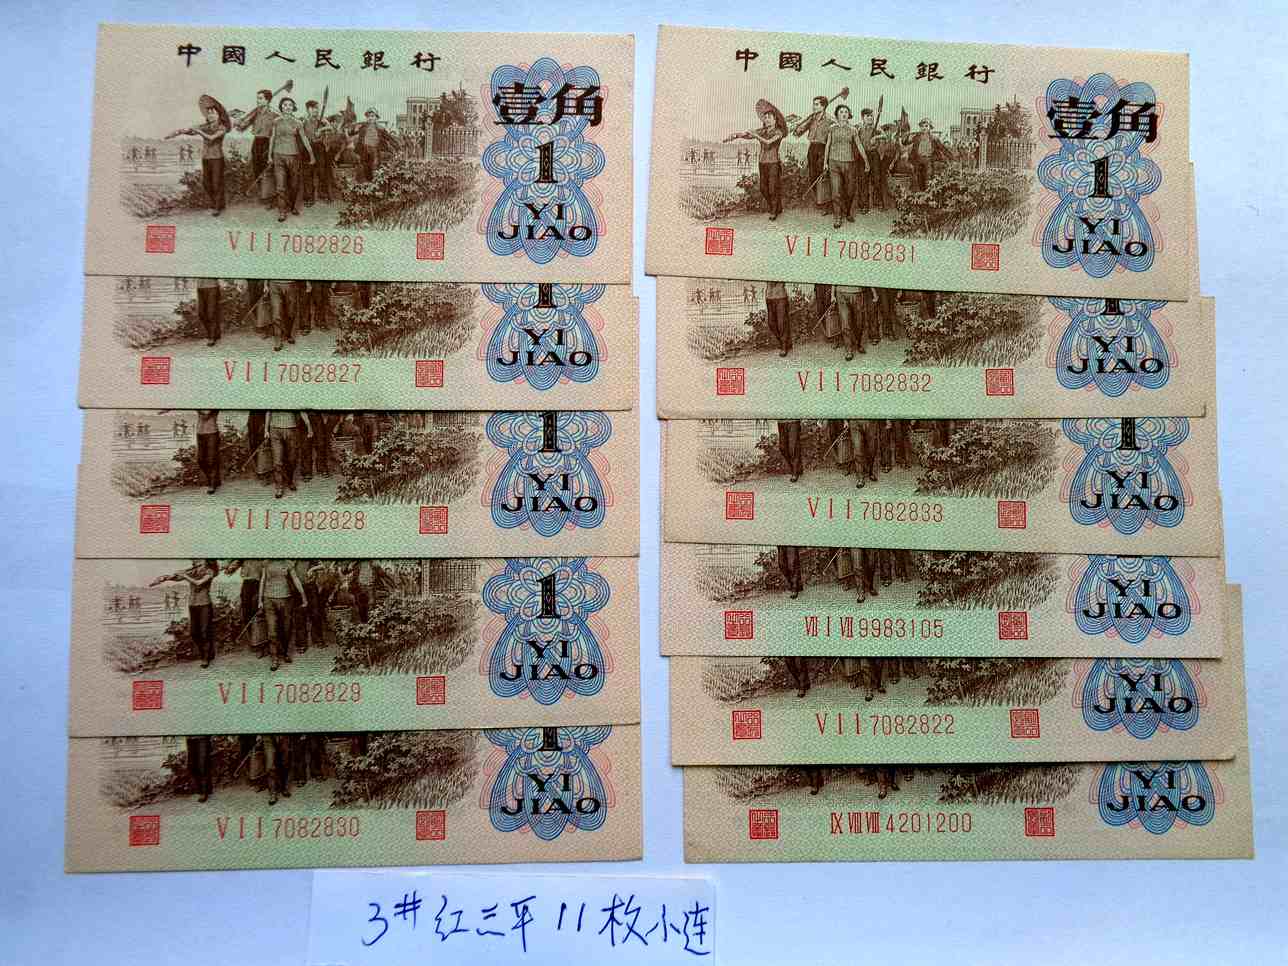 中國人民銀行
壹角
1
YI
JIAO
V I I 7082826
1
YI
JIAO
V I I 7082827
1
YI
JIAO
V I I 7082828
1
YI
JIAO
V I I 7082829
1
YI
JIAO
V I I 7082830
中國人民銀行
壹角
1
YI
JIAO
V I I 7082831
1
YI
JIAO
V I I 7082832
1
YI
JIAO
V I I 7082833
YI
JIAO
VII I VII 9983105
YI
JIAO
V I I 7082822
YI
JIAO
IX VIII VIII 4201200
3# 红三平 11枚小连